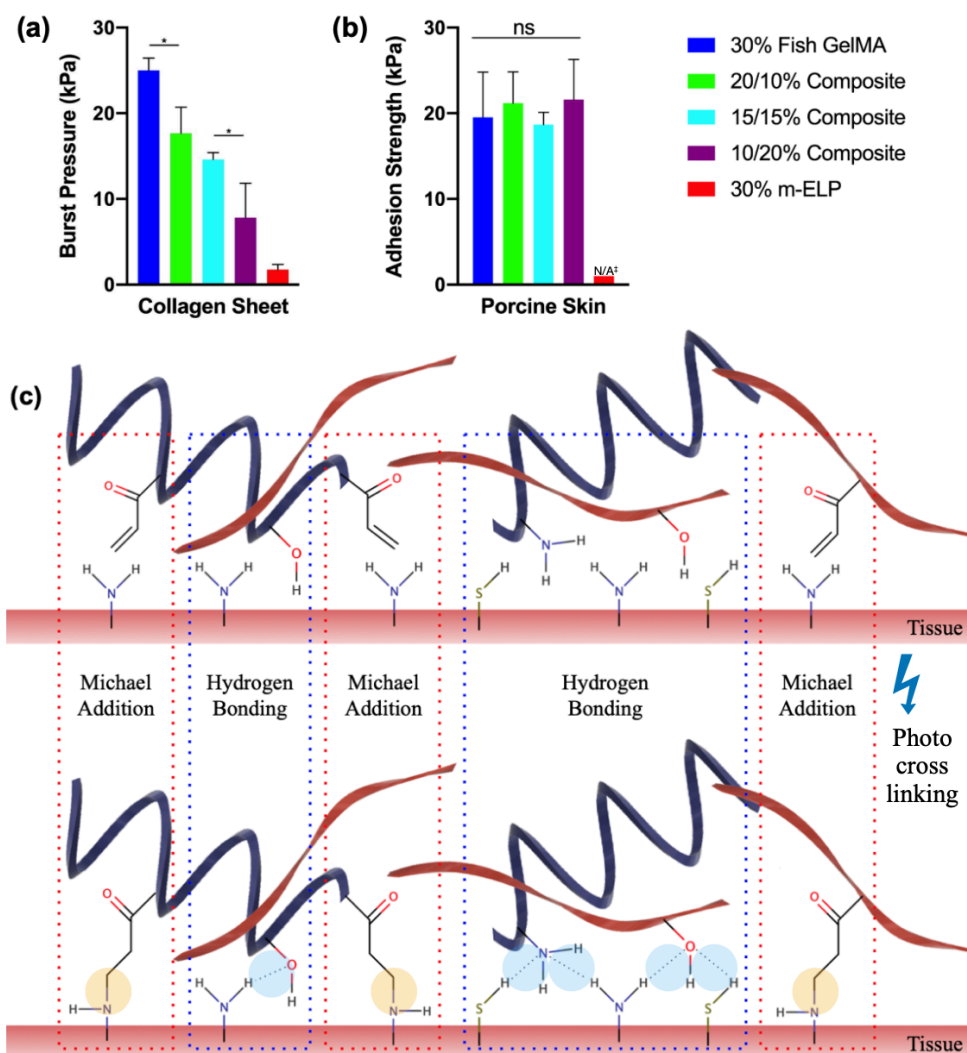 (a)
30
20
10
0
Burst Pressure (kPa)
*
*
Collagen Sheet
(b)
30
20
10
0
Adhesion Strength (kPa)
ns
N/A‡
Porcine Skin
30% Fish GelMA
20/10% Composite
15/15% Composite
10/20% Composite
30% m-ELP
(c)
O
O
O
H H
N
H H
N
O
H
H H
N
N H
H
H
S
H H
N
O
H
H
S
H H
N
Tissue
Michael
Addition
Hydrogen
Bonding
Michael
Addition
Hydrogen
Bonding
Michael
Addition
Photo
cross
linking
O
O
O
H N
H H
N
O
H
N H
N H
H
H
S
H H
N
O
H
H
S
H N
Tissue